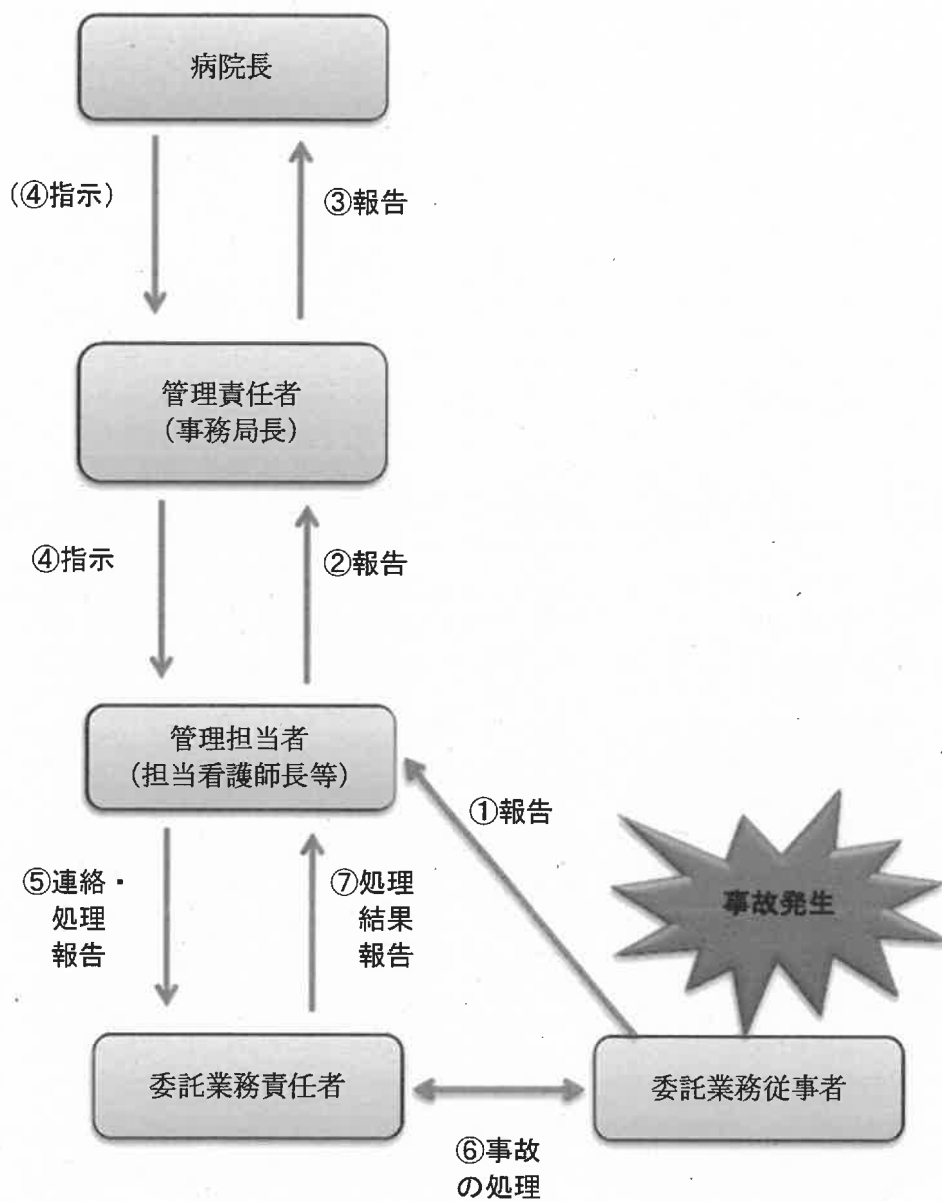 病院長
(④指示)
③報告
管理責任者
(事務局長)
④指示
②報告
管理担当者
(担当看護師長等)
①報告
⑤連絡・
処理
報告
⑦処理
結果
報告
事故発生
委託業務責任者
委託業務従事者
⑥事故
の処理